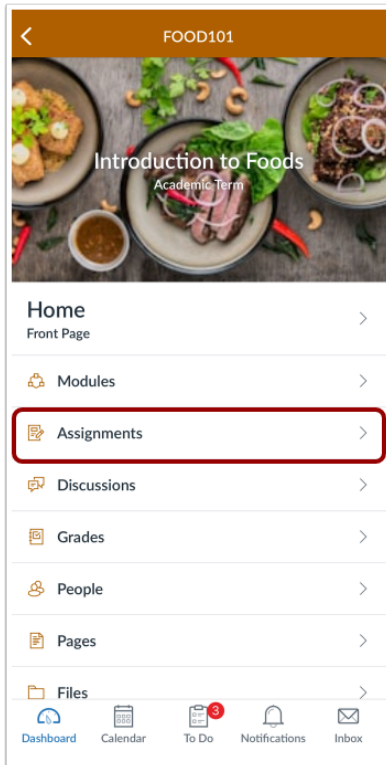 FOOD101
Introduction to Foods
Academic Term
Home
Front Page
Modules
Assignments
Discussions
Grades
People
Pages
Files
3
Dashboard Calendar To Do Notifications Inbox